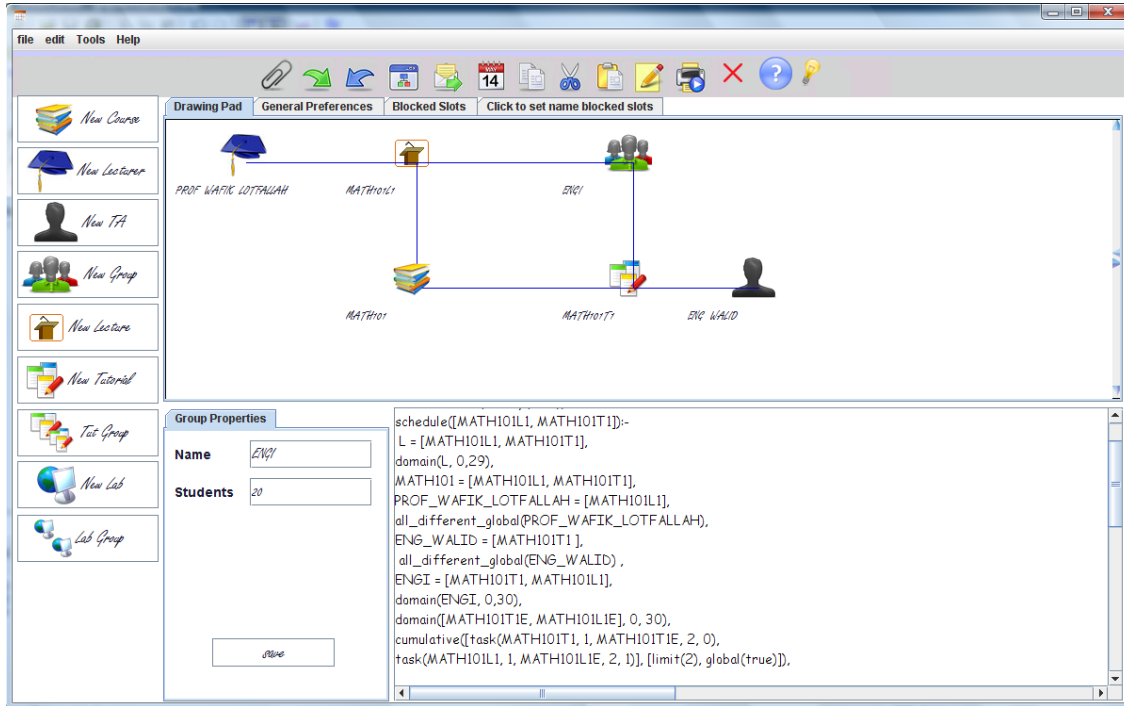 file edit Tools Help
14
New Course
New Lecturer
New TA
New Group
New Lecture
New Tutorial
Tut Group
New Lab
Lab Group
Drawing Pad General Preferences Blocked Slots Click to set name blocked slots
PROF WAFIK LOTFALLAH MATH101L1 ENGI
MATH101 MATH101T1 ENG WALID
Group Properties
Name ENGI
Students 20
save
schedule([MATH101L1, MATH101T1]):-
L = [MATH101L1, MATH101T1],
domain(L, 0,29),
MATH101 = [MATH101L1, MATH101T1],
PROF_WAFIK_LOTFALLAH = [MATH101L1],
all_different_global(PROF_WAFIK_LOTFALLAH),
ENG_WALID = [MATH101T1 ],
all_different_global(ENG_WALID) ,
ENGI = [MATH101T1, MATH101L1],
domain(ENGI, 0,30),
domain([MATH101T1E, MATH101L1E], 0, 30),
cumulative([task(MATH101T1, 1, MATH101T1E, 2, 0),
task(MATH101L1, 1, MATH101L1E, 2, 1)], [limit(2), global(true)]),